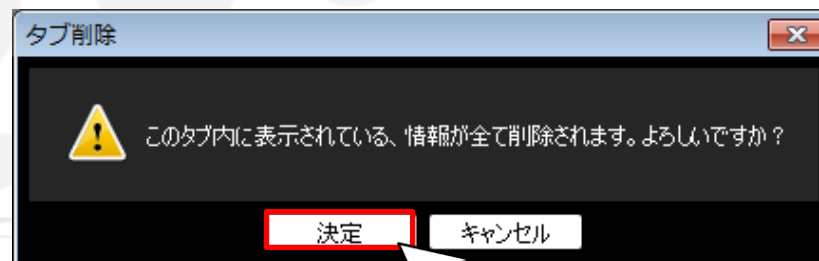 タブ削除
このタブ内に表示されている、情報が全て削除されます。よろしいですか？
決定
キャンセル